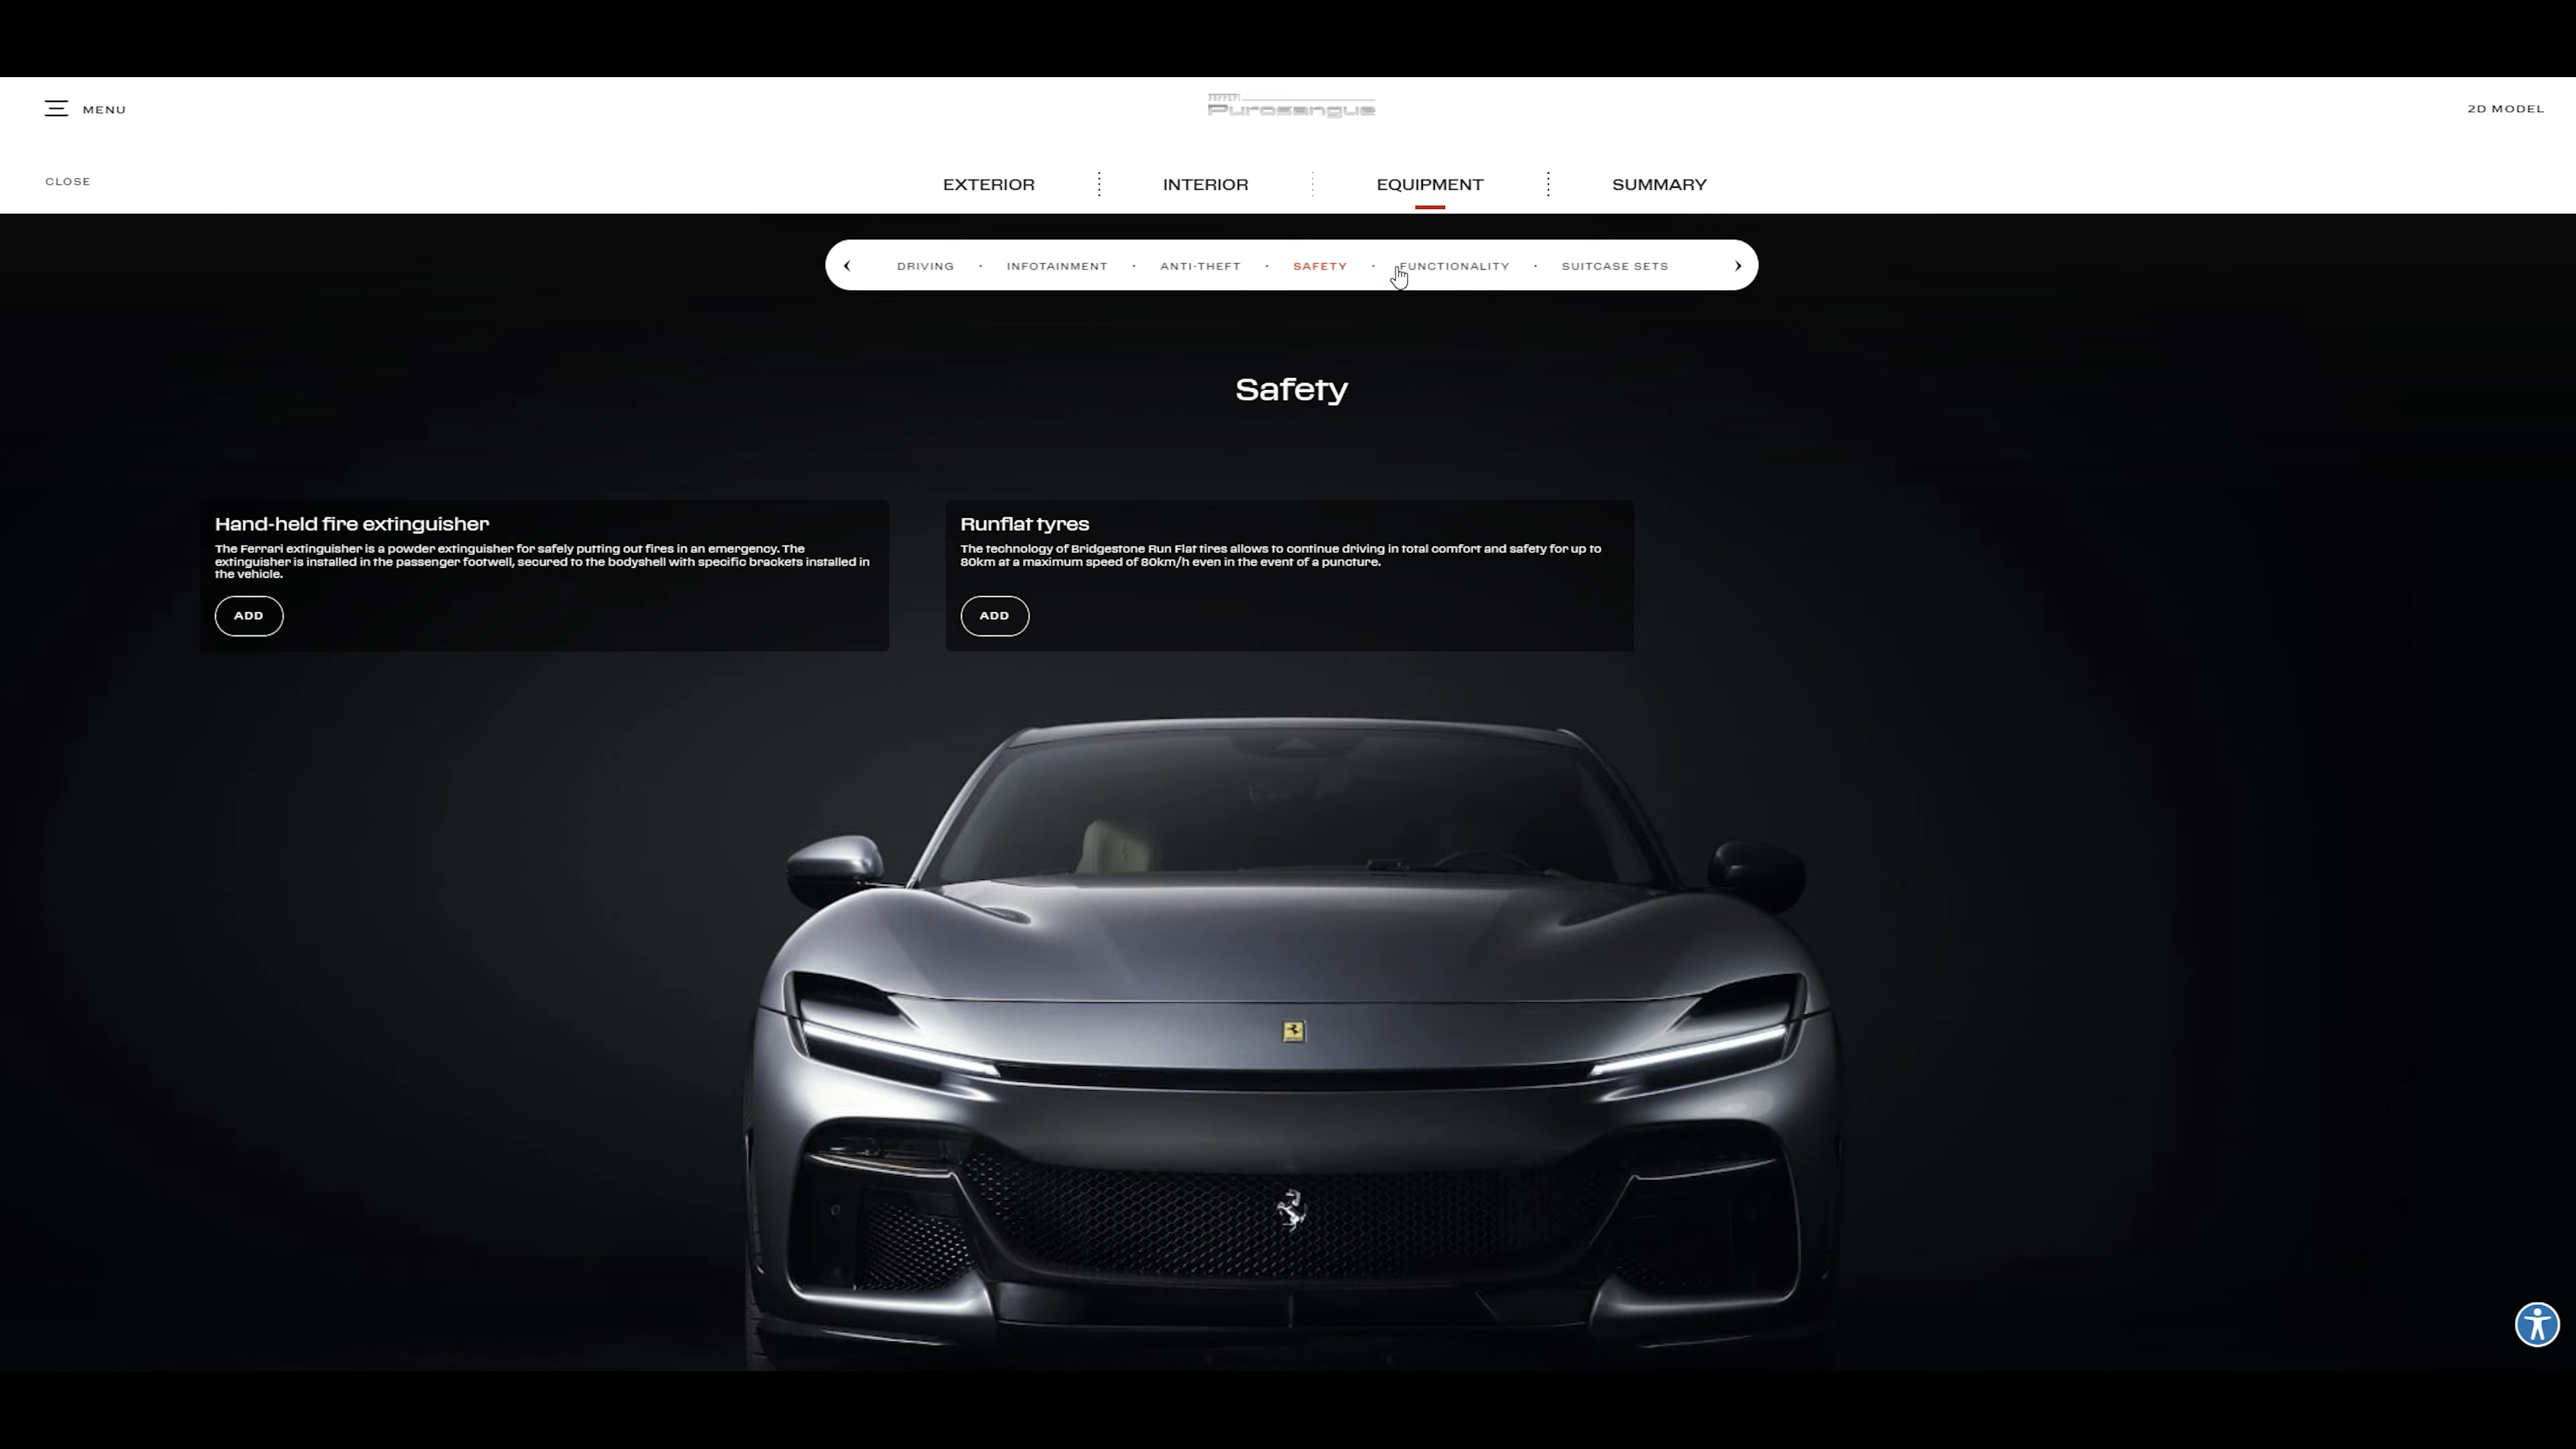 MENU
Purosangue
2D MODEL
CLOSE
EXTERIOR
INTERIOR
EQUIPMENT
SUMMARY
DRIVING · INFOTAINMENT · ANTI-THEFT · SAFETY · FUNCTIONALITY · SUITCASE SETS
Safety
Hand-held fire extinguisher
The Ferrari extinguisher is a powder extinguisher for safely putting out fires in an emergency. The
extinguisher is installed in the passenger footwell, secured to the bodyshell with specific brackets installed in
the vehicle.
ADD
Runflat tyres
The technology of Bridgestone Run Flat tires allows to continue driving in total comfort and safety for up to
80km at a maximum speed of 80km/h even in the event of a puncture.
ADD